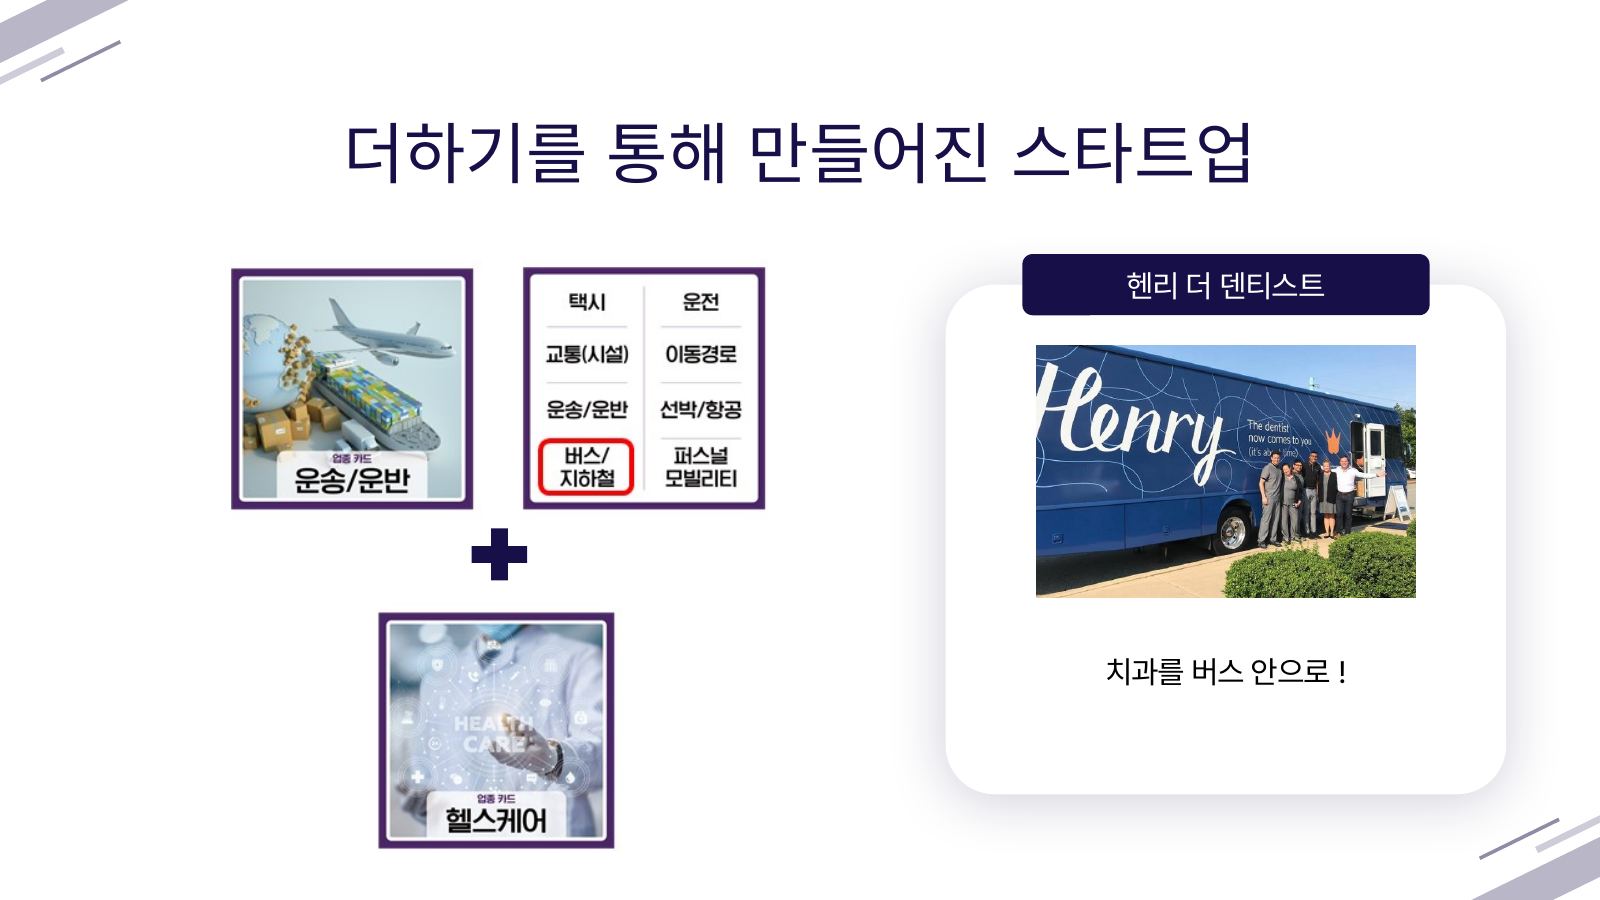 더하기를 통해 만들어진 스타트업
업종 카드
운송/운반
택시
운전
교통(시설)
이동경로
운송/운반
선박/항공
버스/
지하철
퍼스널
모빌리티
HEALTH
CARE
업종 카드
헬스케어
헨리 더 덴티스트
Henry
The dentist
now comes to you
(it's about time)
치과를 버스 안으로 !